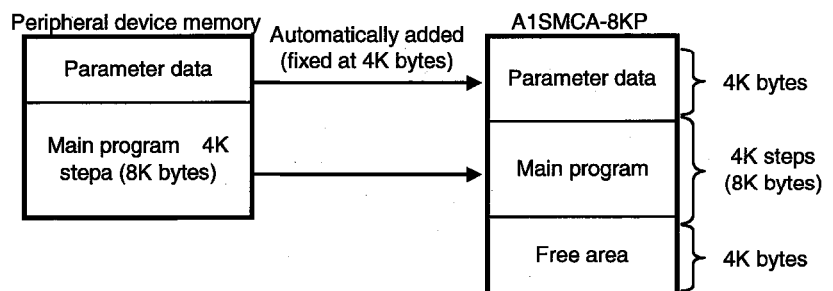 Peripheral device memory
Parameter data
Main program 4K
stepa (8K bytes)
Automatically added
(fixed at 4K bytes)
A1SMCA-8KP
Parameter data
4K bytes
Main program
4K steps
(8K bytes)
Free area
4K bytes